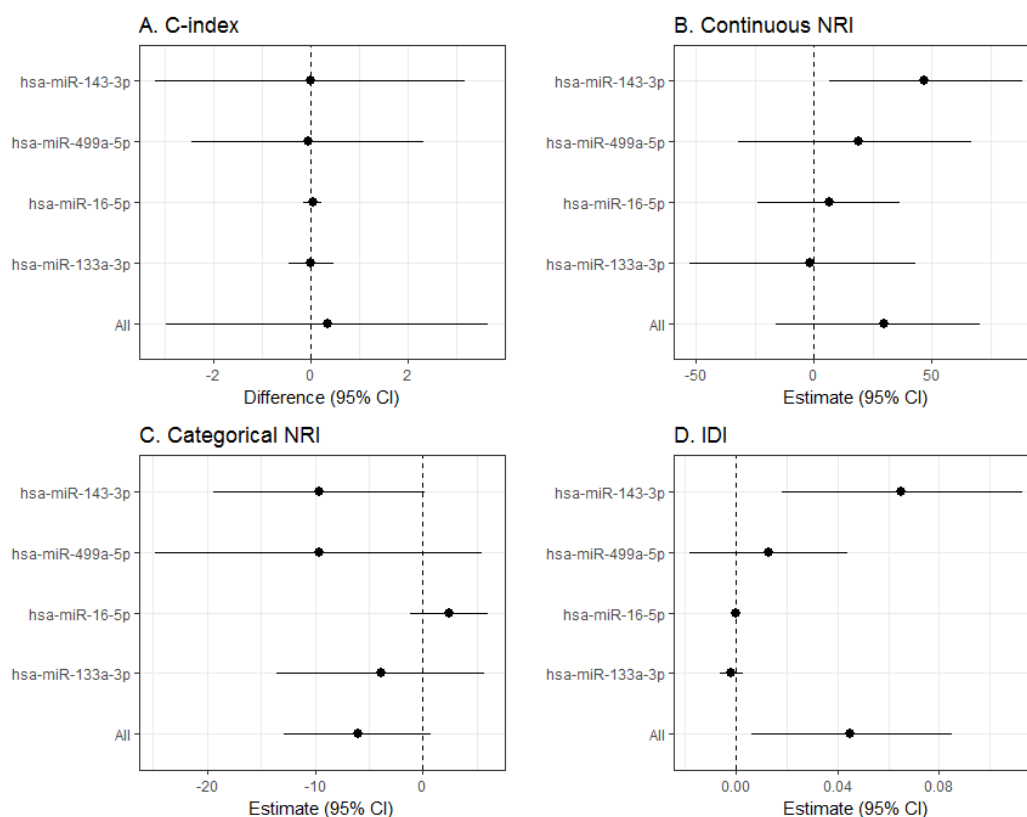 A. C-index
hsa-miR-143-3p
hsa-miR-499a-5p
hsa-miR-16-5p
hsa-miR-133a-3p
All
-2 0 2
Difference (95% CI)
B. Continuous NRI
hsa-miR-143-3p
hsa-miR-499a-5p
hsa-miR-16-5p
hsa-miR-133a-3p
All
-50 0 50
Estimate (95% CI)
C. Categorical NRI
hsa-miR-143-3p
hsa-miR-499a-5p
hsa-miR-16-5p
hsa-miR-133a-3p
All
-20 -10 0
Estimate (95% CI)
D. IDI
hsa-miR-143-3p
hsa-miR-499a-5p
hsa-miR-16-5p
hsa-miR-133a-3p
All
0.00 0.04 0.08
Estimate (95% CI)